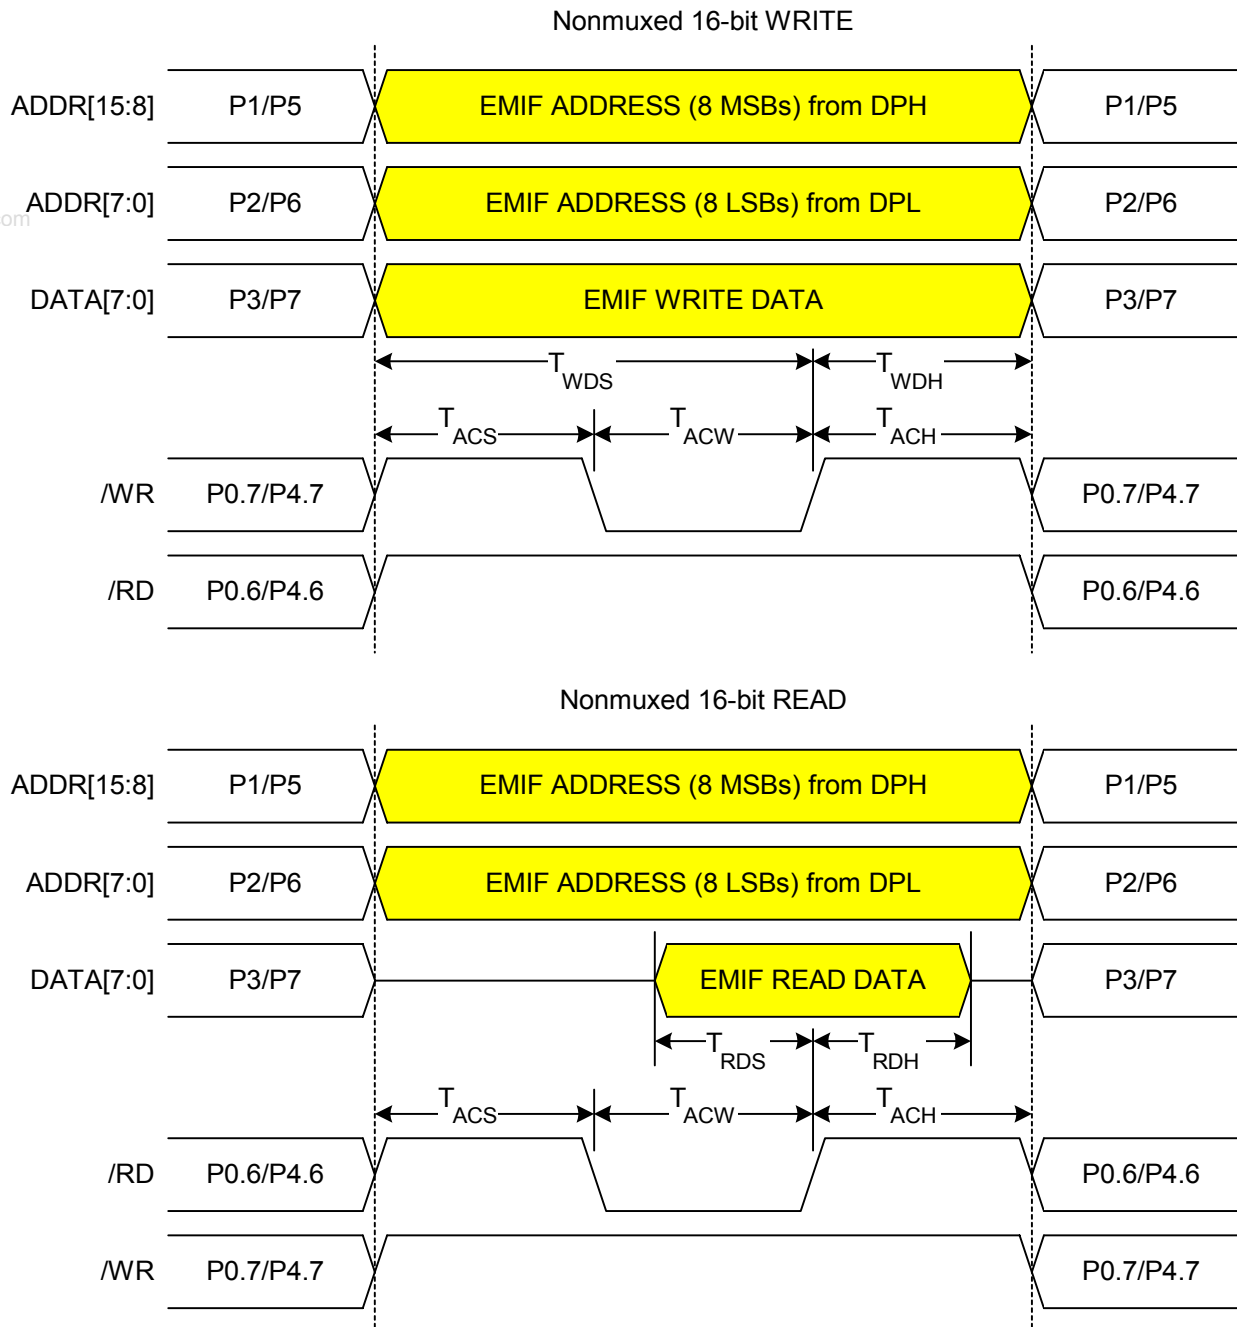 Nonmuxed 16-bit WRITE
ADDR[15:8] P1/P5 EMIF ADDRESS (8 MSBs) from DPH P1/P5
ADDR[7:0] P2/P6 EMIF ADDRESS (8 LSBs) from DPL P2/P6
om
DATA[7:0] P3/P7 EMIF WRITE DATA P3/P7
TWDS TWDH
TACS TACW TACH
/WR P0.7/P4.7 P0.7/P4.7
/RD P0.6/P4.6 P0.6/P4.6
Nonmuxed 16-bit READ
ADDR[15:8] P1/P5 EMIF ADDRESS (8 MSBs) from DPH P1/P5
ADDR[7:0] P2/P6 EMIF ADDRESS (8 LSBs) from DPL P2/P6
DATA[7:0] P3/P7 EMIF READ DATA P3/P7
TRDS TRDH
TACS TACW TACH
/RD P0.6/P4.6 P0.6/P4.6
/WR P0.7/P4.7 P0.7/P4.7